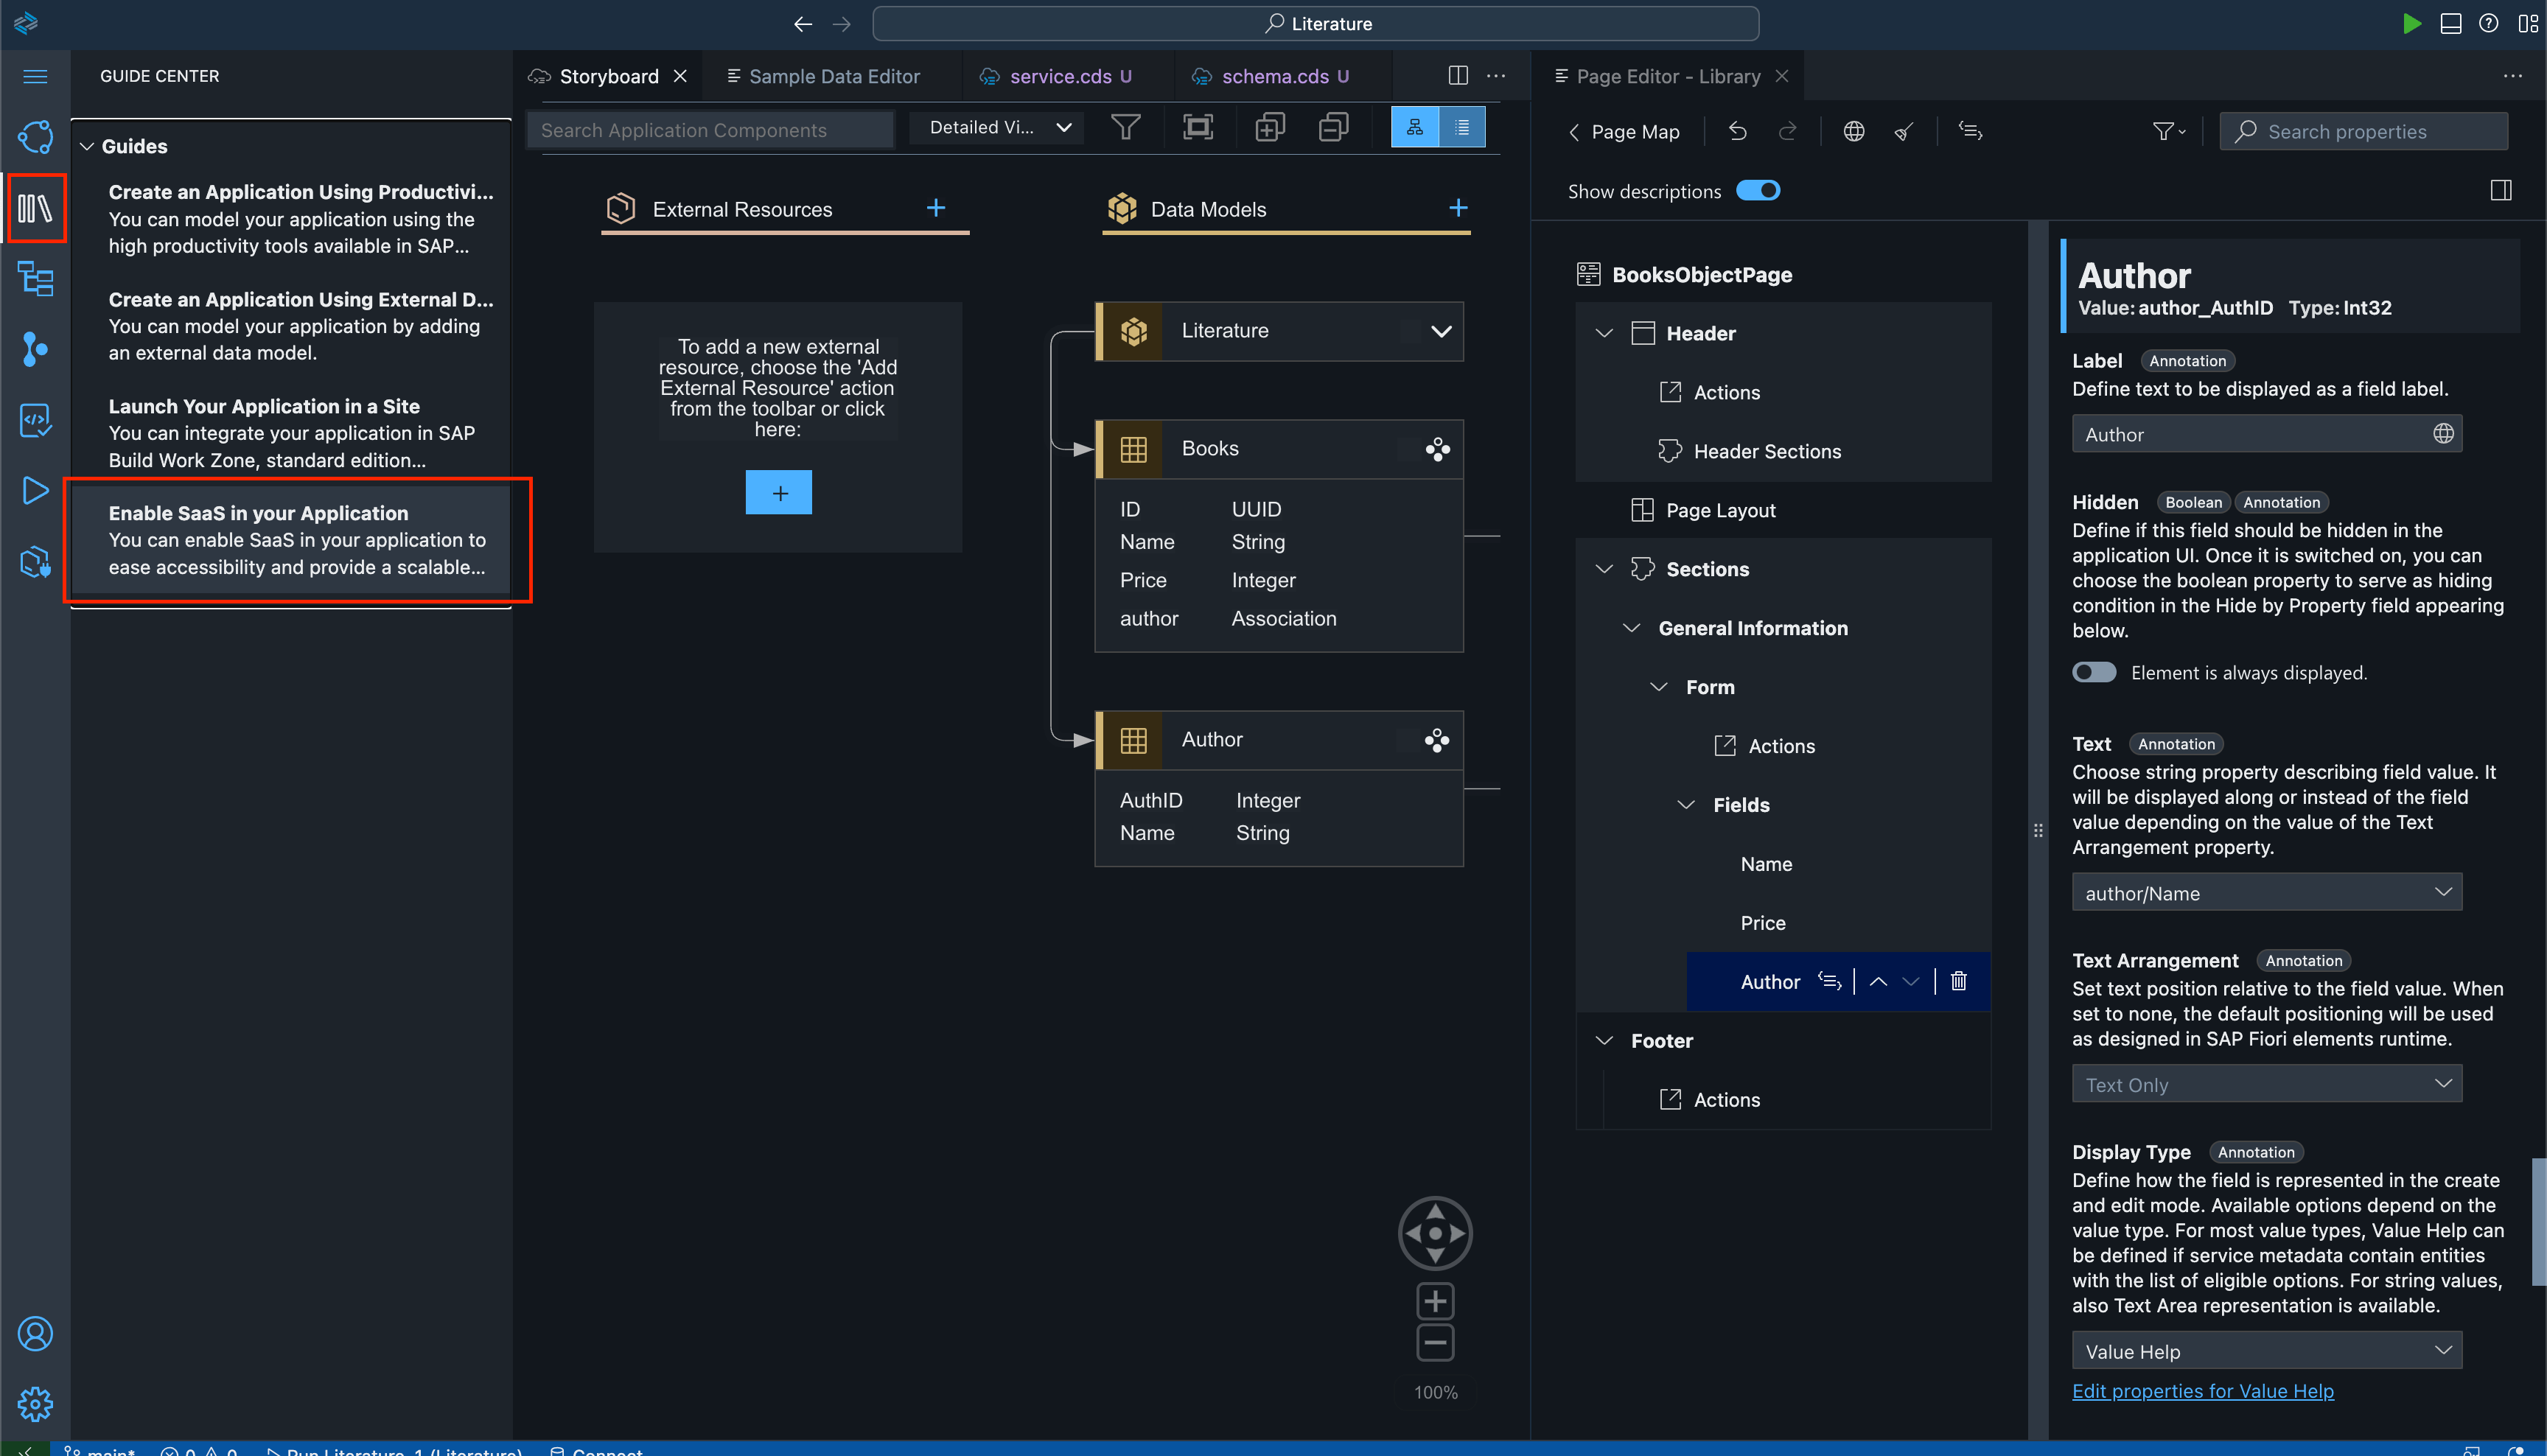 Literature
GUIDE CENTER
Guides
Create an Application Using Productivi...
You can model your application using the
high productivity tools available in SAP...
Create an Application Using External D...
You can model your application by adding
an external data model.
Launch Your Application in a Site
You can integrate your application in SAP
Build Work Zone, standard edition...
Enable SaaS in your Application
You can enable SaaS in your application to
ease accessibility and provide a scalable...
Storyboard
Sample Data Editor
service.cds U
schema.cds U
Search Application Components
Detailed Vi...
External Resources
To add a new external
resource, choose the 'Add
External Resource' action
from the toolbar or click
here:
Data Models
Literature
Books
ID UUID
Name String
Price Integer
author Association
Author
AuthID Integer
Name String
100%
Page Editor - Library
Page Map
Search properties
Show descriptions
BooksObjectPage
Header
Actions
Header Sections
Page Layout
Sections
General Information
Form
Actions
Fields
Name
Price
Author
Footer
Actions
Author
Value: author_AuthID Type: Int32
Label Annotation
Define text to be displayed as a field label.
Author
Hidden Boolean Annotation
Define if this field should be hidden in the
application UI. Once it is switched on, you can
choose the boolean property to serve as hiding
condition in the Hide by Property field appearing
below.
Element is always displayed.
Text Annotation
Choose string property describing field value. It
will be displayed along or instead of the field
value depending on the value of the Text
Arrangement property.
author/Name
Text Arrangement Annotation
Set text position relative to the field value. When
set to none, the default positioning will be used
as designed in SAP Fiori elements runtime.
Text Only
Display Type Annotation
Define how the field is represented in the create
and edit mode. Available options depend on the
value type. For most value types, Value Help can
be defined if service metadata contain entities
with the list of eligible options. For string values,
also Text Area representation is available.
Value Help
Edit properties for Value Help
main* 0 0 Run Literature-1 (Literature) Connect